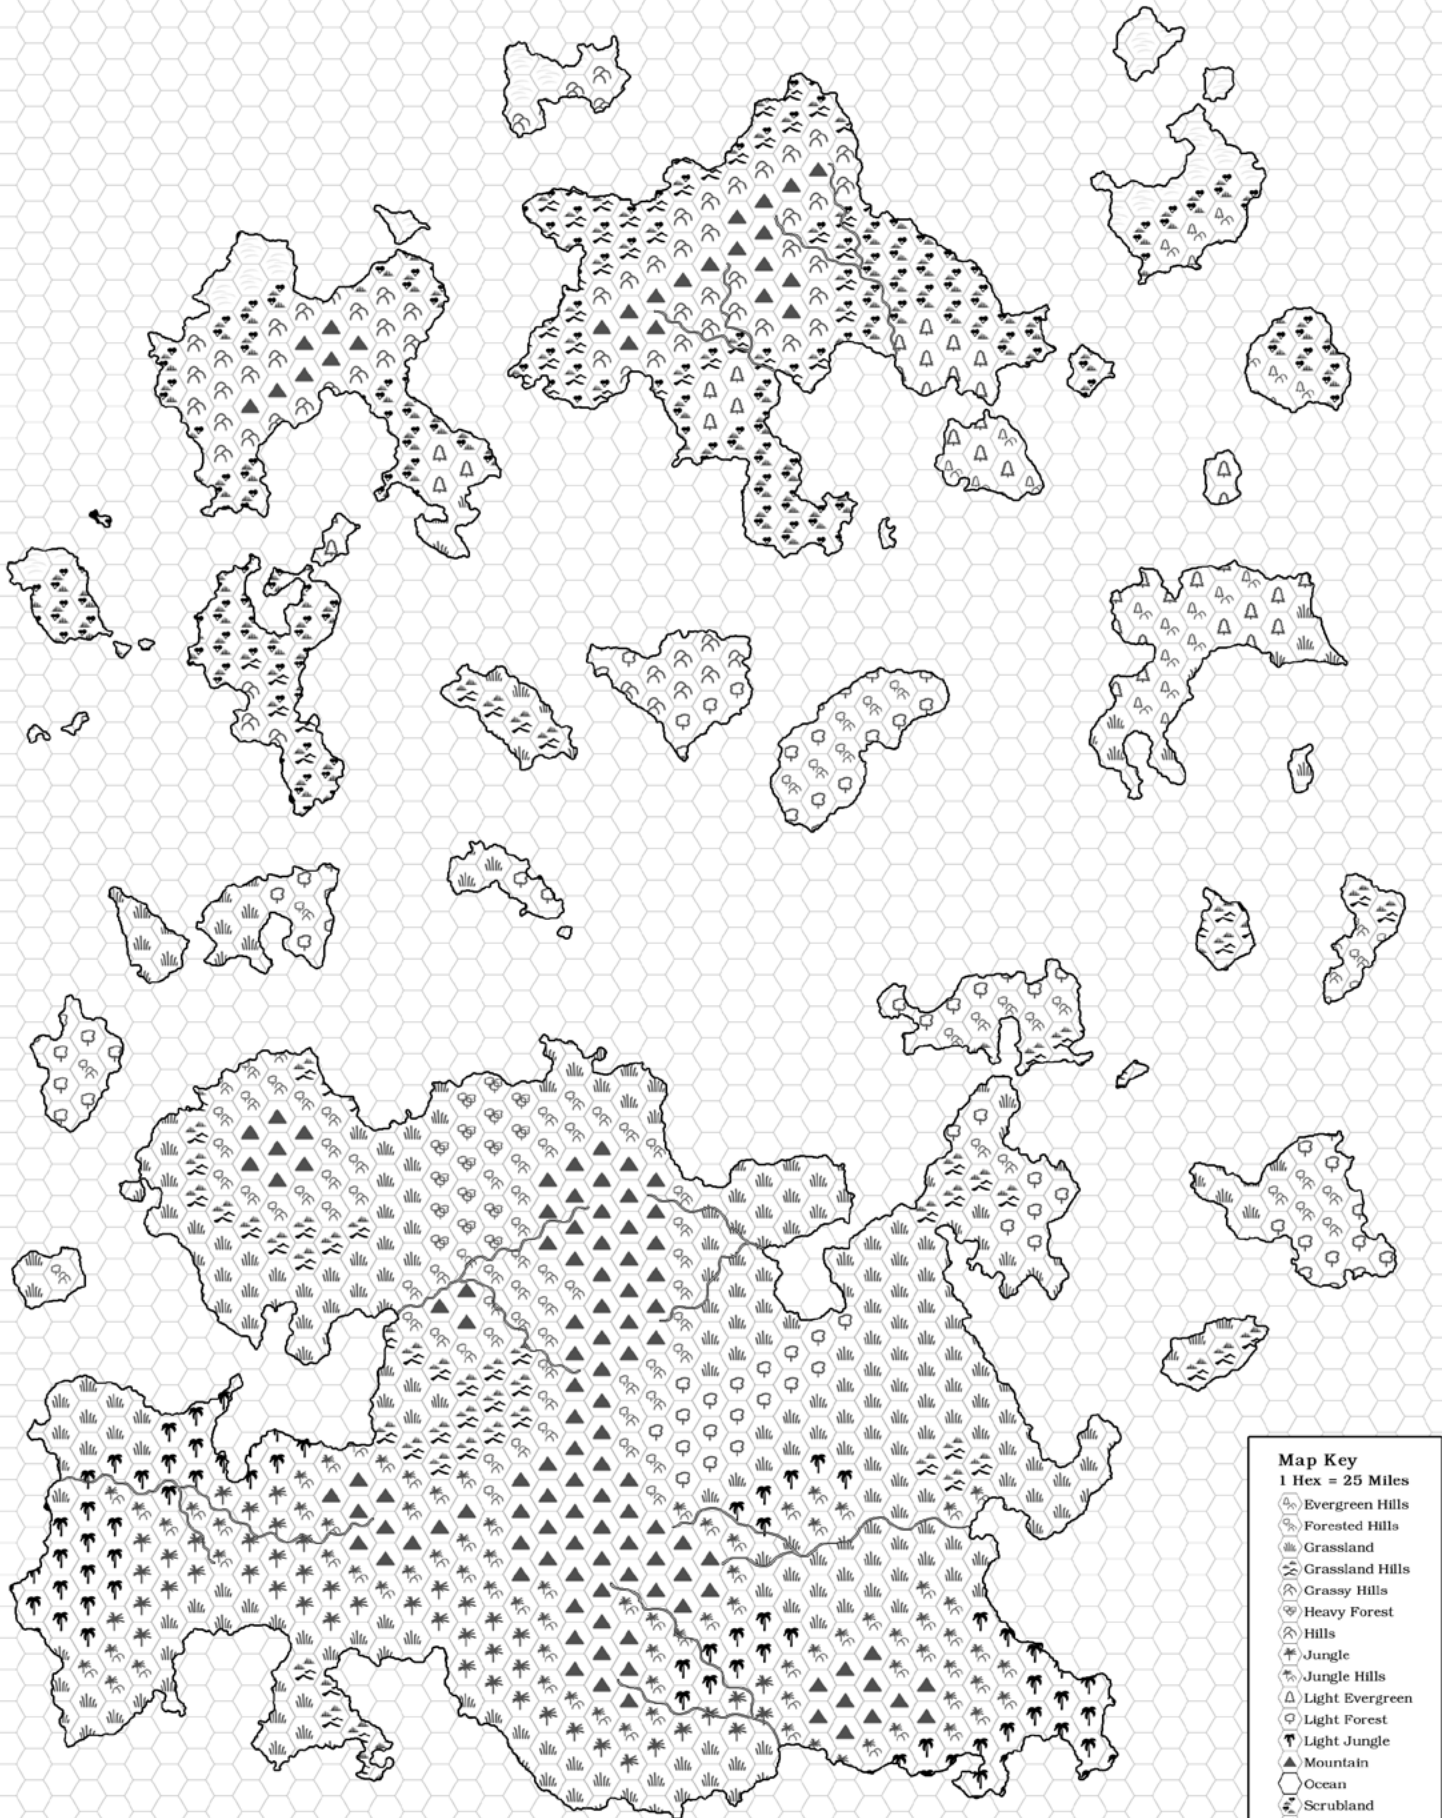 Map Key
1 Hex = 25 Miles
Evergreen Hills
Forested Hills
Grassland
Grassland Hills
Grassy Hills
Heavy Forest
Hills
Jungle
Jungle Hills
Light Evergreen
Light Forest
Light Jungle
Mountain
Ocean
Scrubland